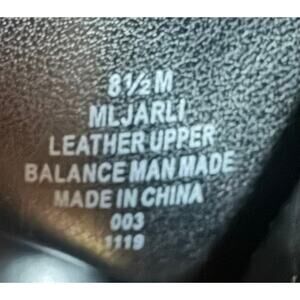 8½M
MLJARLI
LEATHER UPPER
BALANCE MAN MADE
MADE IN CHINA
003
1119